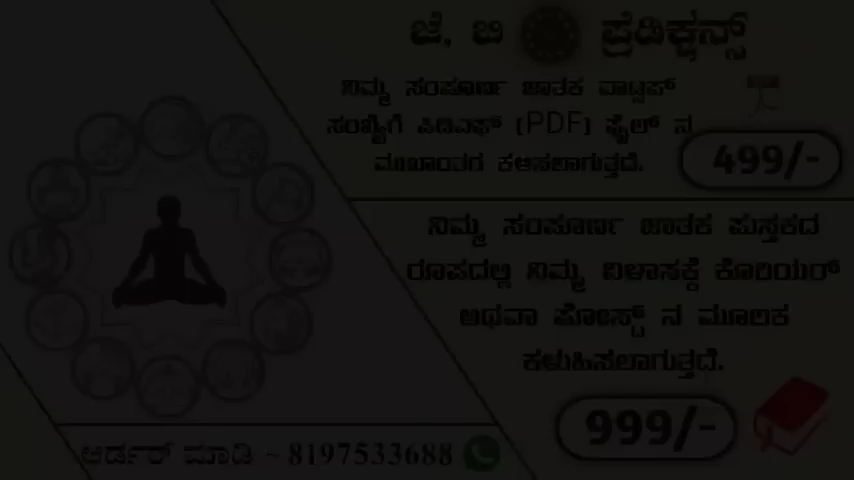 ಜೆ. ಬಿ ಪ್ರೆಡಿಕ್ಷನ್ಸ್
ನಿಮ್ಮ ಸಂಪೂರ್ಣ ಜಾತಕ ವಾಟ್ಸಪ್
ಸಂಖ್ಯೆಗೆ ಪಿಡಿಎಫ್ (PDF) ಫೈಲ್ ನ
ಮುಖಾಂತರ ಕಳಿಸಲಾಗುತ್ತದೆ.
499/-
ನಿಮ್ಮ ಸಂಪೂರ್ಣ ಜಾತಕ ಪುಸ್ತಕದ
ರೂಪದಲ್ಲಿ ನಿಮ್ಮ ವಿಳಾಸಕ್ಕೆ ಕೊರಿಯರ್
ಅಥವಾ ಪೋಸ್ಟ್ ನ ಮೂಲಕ
ಕಳುಹಿಸಲಾಗುತ್ತದೆ.
999/-
ಆರ್ಡರ್ ಮಾಡಿ ~ 8197533688